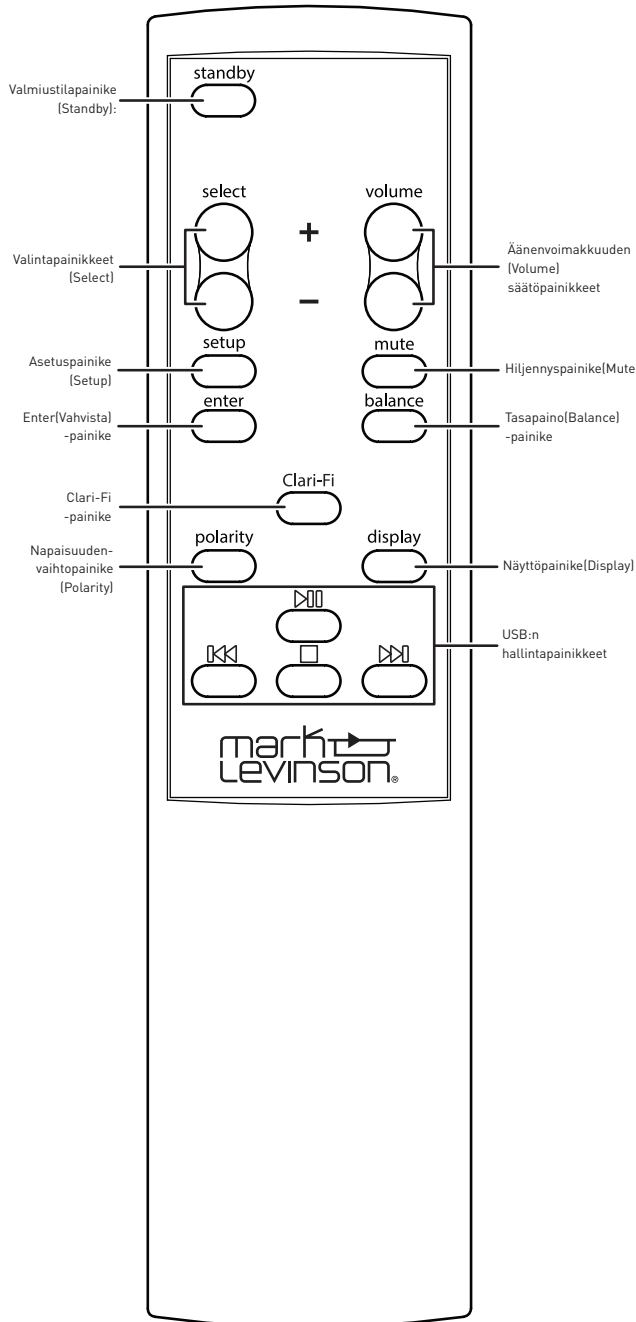 standby
Valmiustilapainike
(Standby):
select
volume
+
Valintapainikkeet
(Select)
Äänenvoimakkuuden
(Volume)
säätöpainikkeet
−
setup
mute
Asetuspainike
(Setup)
Hiljennyspainike(Mute
enter
balance
Enter(Vahvista)
-painike
Tasapaino(Balance)
-painike
Clari-Fi
Clari-Fi
-painike
polarity
display
Napaisuuden-
vaihtopainike
(Polarity)
Näyttöpainike(Display)
USB:n
hallintapainikkeet
mark
Levinson®